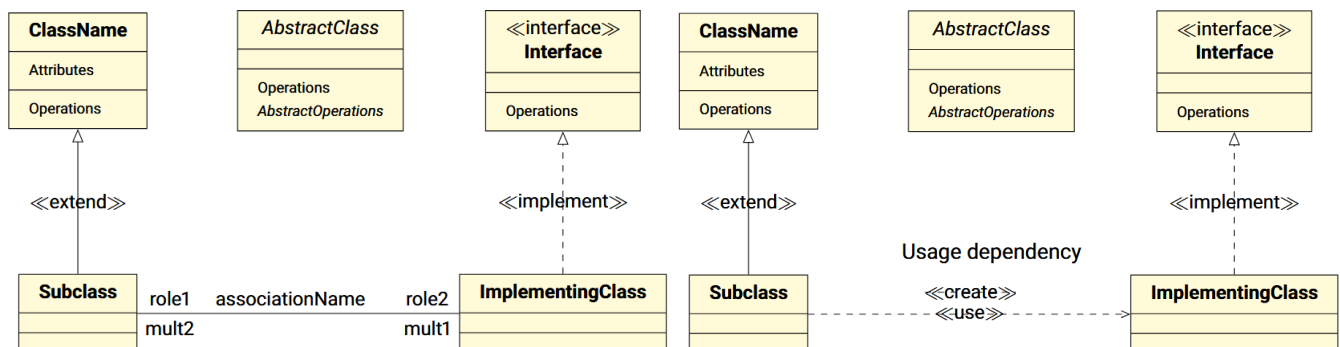 ClassName
Attributes
Operations
AbstractClass
Operations
AbstractOperations
≪interface≫
Interface
Operations
ClassName
Attributes
Operations
AbstractClass
Operations
AbstractOperations
≪interface≫
Interface
Operations
≪extend≫
≪implement≫
≪extend≫
≪implement≫
Usage dependency
Subclass
role1 associationName role2
mult2 mult1
ImplementingClass
Subclass
≪create≫
≪use≫
ImplementingClass